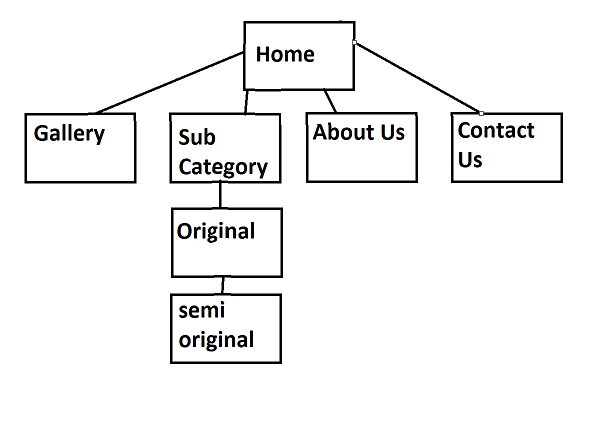 Home
Gallery
Sub
Category
About Us
Contact
Us
Original
semi
original